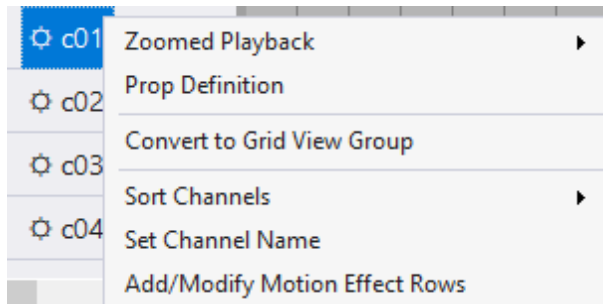 c01
Zoomed Playback
Prop Definition
c02
Convert to Grid View Group
c03
Sort Channels
c04
Set Channel Name
Add/Modify Motion Effect Rows